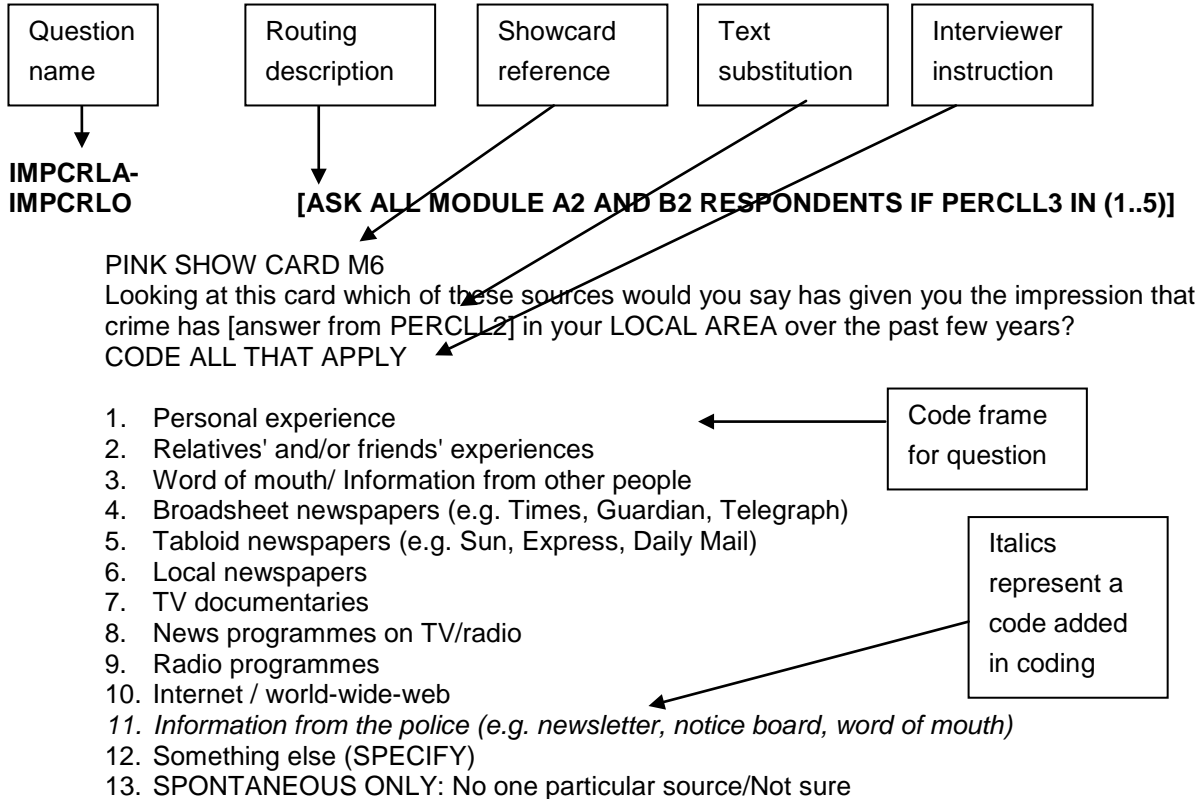 Question
name
Routing
description
Showcard
reference
Text
substitution
Interviewer
instruction
IMPCRLA-
IMPCRLO [ASK ALL MODULE A2 AND B2 RESPONDENTS IF PERCLL3 IN (1..5)]
PINK SHOW CARD M6
Looking at this card which of these sources would you say has given you the impression that
crime has [answer from PERCLL2] in your LOCAL AREA over the past few years?
CODE ALL THAT APPLY
1. Personal experience
2. Relatives' and/or friends' experiences
3. Word of mouth/ Information from other people
4. Broadsheet newspapers (e.g. Times, Guardian, Telegraph)
5. Tabloid newspapers (e.g. Sun, Express, Daily Mail)
6. Local newspapers
7. TV documentaries
8. News programmes on TV/radio
9. Radio programmes
10. Internet / world-wide-web
11. Information from the police (e.g. newsletter, notice board, word of mouth)
12. Something else (SPECIFY)
13. SPONTANEOUS ONLY: No one particular source/Not sure
Code frame
for question
Italics
represent a
code added
in coding